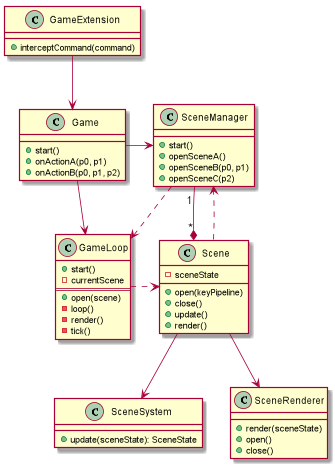 C GameExtension
interceptCommand(command)
C Game
start()
onActionA(p0, p1)
onActionB(p0, p1, p2)
C SceneManager
start()
openSceneA()
openSceneB(p0, p1)
openSceneC(p2)
1
*
C GameLoop
start()
currentScene
open(scene)
loop()
render()
tick()
C Scene
sceneState
open(keyPipeline)
close()
update()
render()
C SceneSystem
update(sceneState): SceneState
C SceneRenderer
render(sceneState)
open()
close()